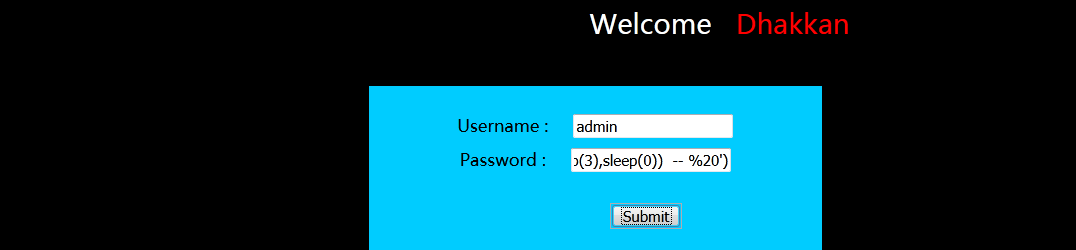 Welcome Dhakkan
Username : admin
Password : (3),sleep(0)) -- %20')
Submit